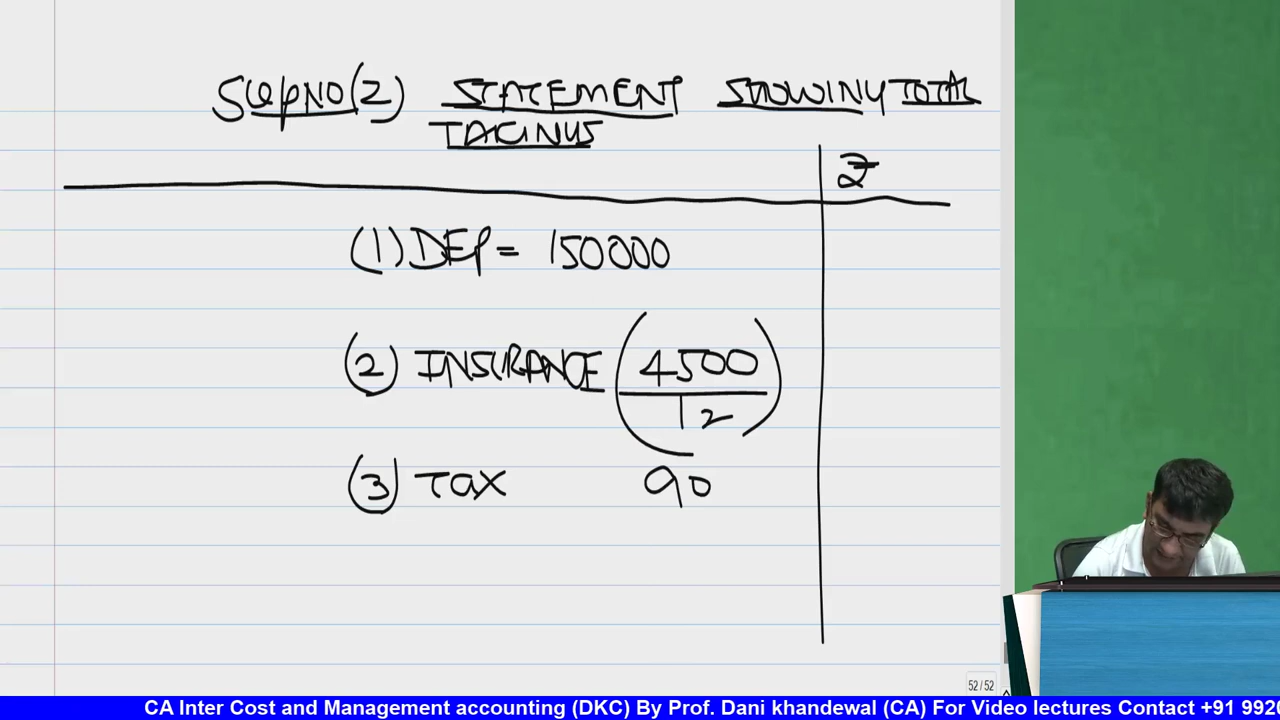 Step NO (2) STATEMENT SHOWING TOTAL
TAKINGS
₹
(1) DEP = 150000
(2) INSURANCE (4500
12)
(3) Tax 90
52/52
CA Inter Cost and Management accounting (DKC) By Prof. Dani khandewal (CA) For Video lectures Contact +91 992